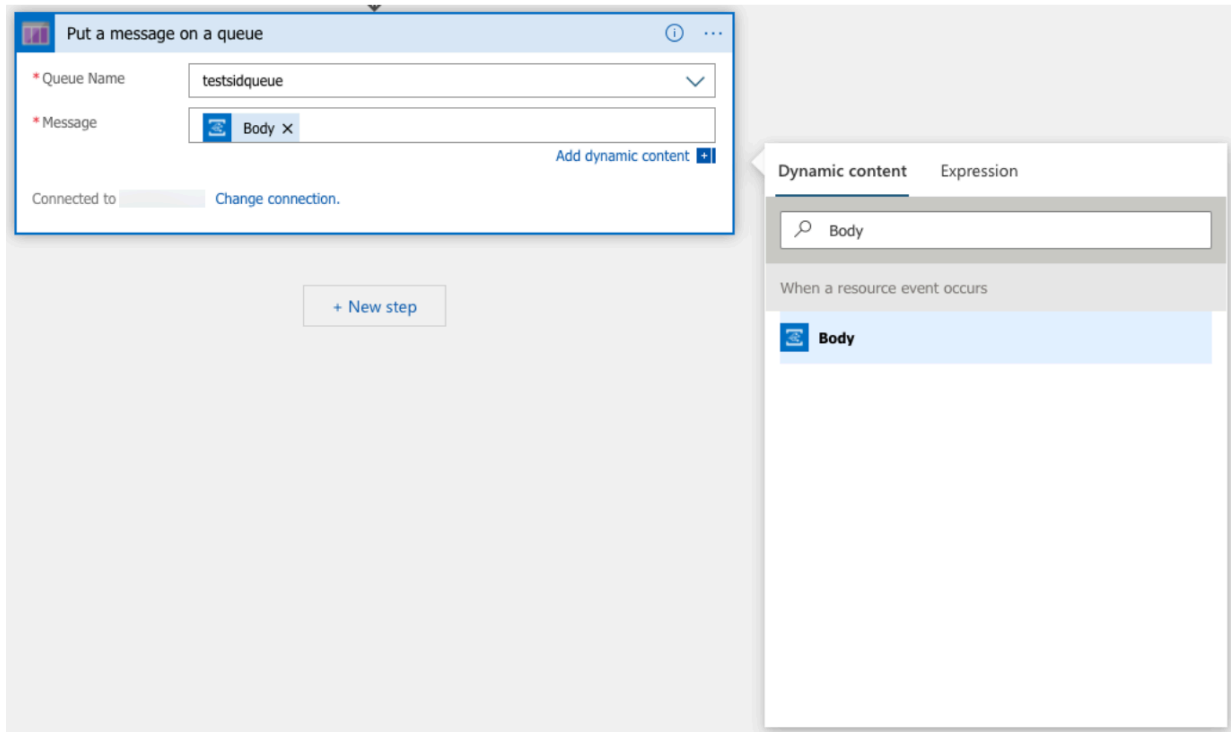 Put a message on a queue
* Queue Name
testsidqueue
* Message
Body
Add dynamic content
Connected to
Change connection.
+ New step
Dynamic content
Expression
Body
When a resource event occurs
Body